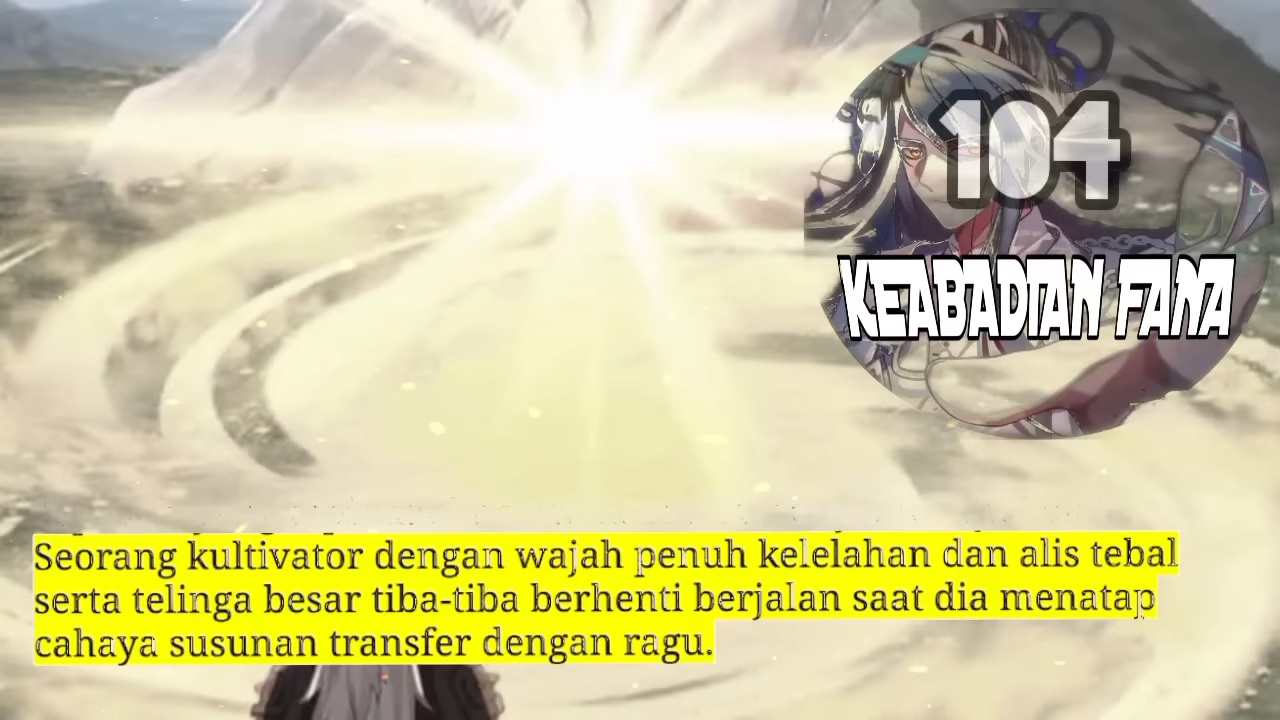 104
KEABADIAN FANA
Seorang kultivator dengan wajah penuh kelelahan dan alis tebal
serta telinga besar tiba-tiba berhenti berjalan saat dia menatap
cahaya susunan transfer dengan ragu.